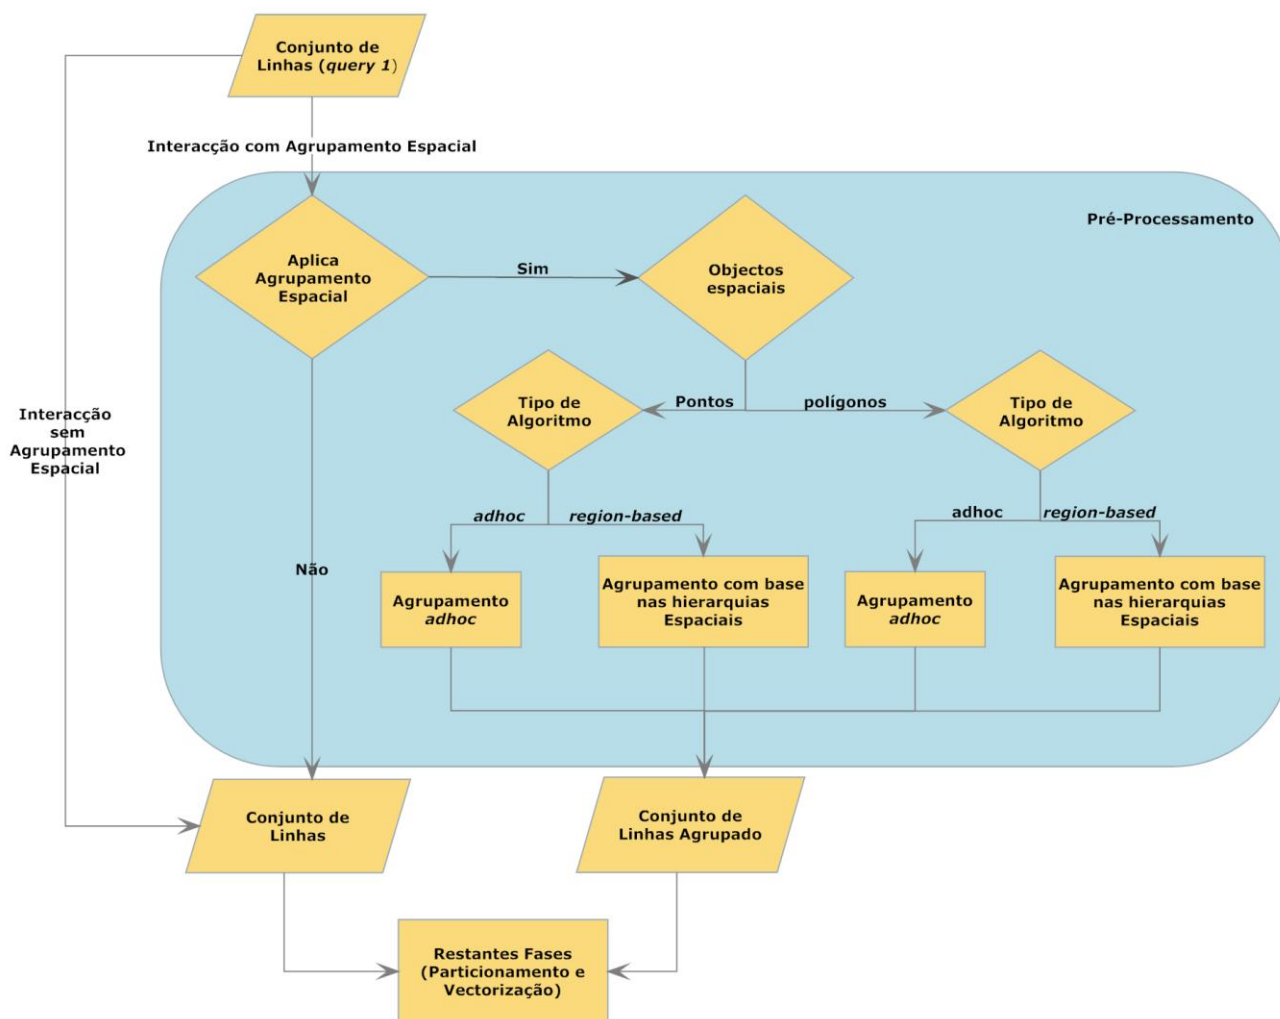 Conjunto de
Linhas (query 1)
Interacção com Agrupamento Espacial
Pré-Processamento
Aplica
Agrupamento
Espacial
Sim
Objectos
espaciais
Interacção
sem
Agrupamento
Espacial
Tipo de
Algoritmo
Pontos
polígonos
Tipo de
Algoritmo
adhoc
region-based
adhoc
region-based
Não
Agrupamento
adhoc
Agrupamento com base
nas hierarquias
Espaciais
Agrupamento
adhoc
Agrupamento com base
nas hierarquias
Espaciais
Conjunto de
Linhas
Conjunto de
Linhas Agrupado
Restantes Fases
(Particionamento e
Vectorização)